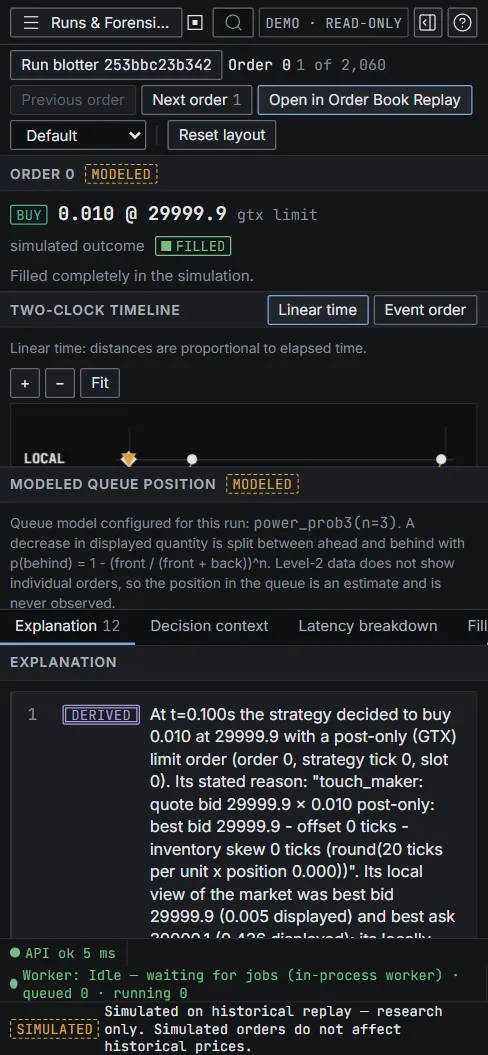 Runs & Forensi... DEMO · READ-ONLY
Run blotter 253bbc23b342 Order 0 1 of 2,060
Previous order Next order 1 Open in Order Book Replay
Default Reset layout
ORDER 0 MODELED
BUY 0.010 @ 29999.9 gtx limit
simulated outcome FILLED
Filled completely in the simulation.
TWO-CLOCK TIMELINE Linear time Event order
Linear time: distances are proportional to elapsed time.
+ − Fit
LOCAL
MODELED QUEUE POSITION MODELED
Queue model configured for this run: power_prob3(n=3). A
decrease in displayed quantity is split between ahead and behind with
p(behind) = 1 - (front / (front + back))^n. Level-2 data does not show
individual orders, so the position in the queue is an estimate and is
never observed.
Explanation 12 Decision context Latency breakdown Fill
EXPLANATION
1 DERIVED At t=0.100s the strategy decided to buy
0.010 at 29999.9 with a post-only (GTX)
limit order (order 0, strategy tick 0, slot
0). Its stated reason: "touch_maker:
quote bid 29999.9 × 0.010 post-only:
best bid 29999.9 - offset 0 ticks -
inventory skew 0 ticks (round(20 ticks
per unit x position 0.000))". Its local
view of the market was best bid
29999.9 (0.005 displayed) and best ask
30000.1 (0.436 displayed); its locally
API ok 5 ms
Worker: Idle — waiting for jobs (in-process worker) ·
queued 0 · running 0
SIMULATED Simulated on historical replay — research
only. Simulated orders do not affect
historical prices.